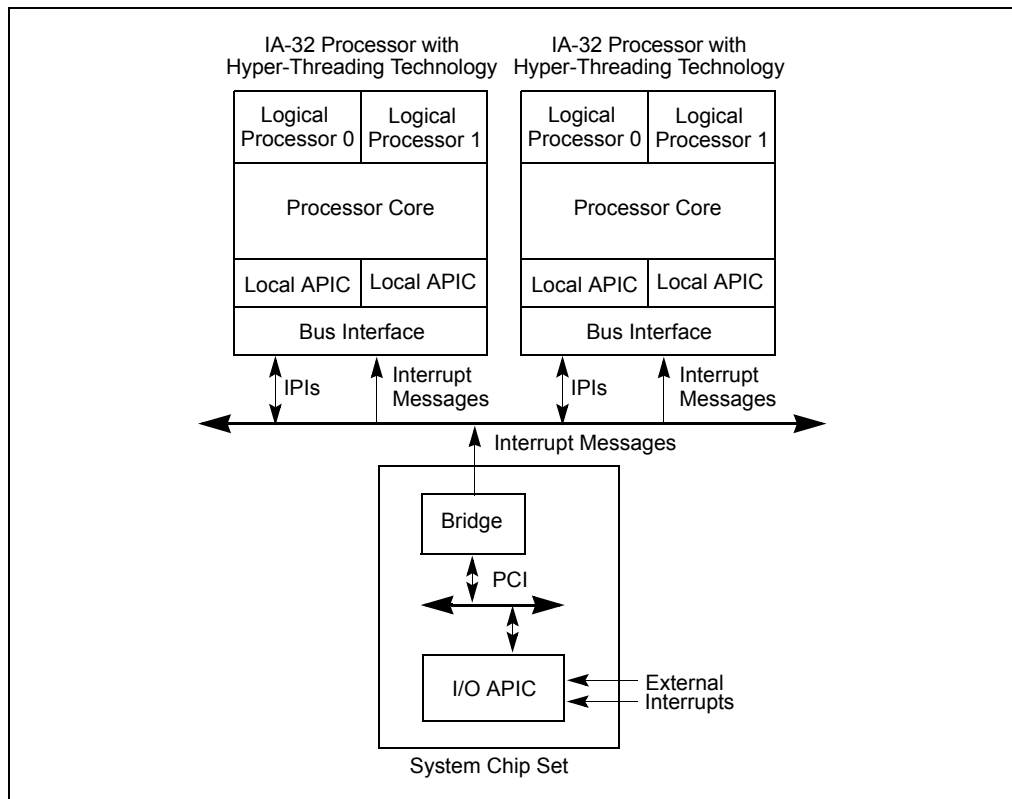 IA-32 Processor with
Hyper-Threading Technology
IA-32 Processor with
Hyper-Threading Technology
Logical
Processor 0
Logical
Processor 1
Logical
Processor 0
Logical
Processor 1
Processor Core
Processor Core
Local APIC
Local APIC
Local APIC
Local APIC
Bus Interface
Bus Interface
IPIs
Interrupt
Messages
IPIs
Interrupt
Messages
Interrupt Messages
Bridge
PCI
I/O APIC
External
Interrupts
System Chip Set